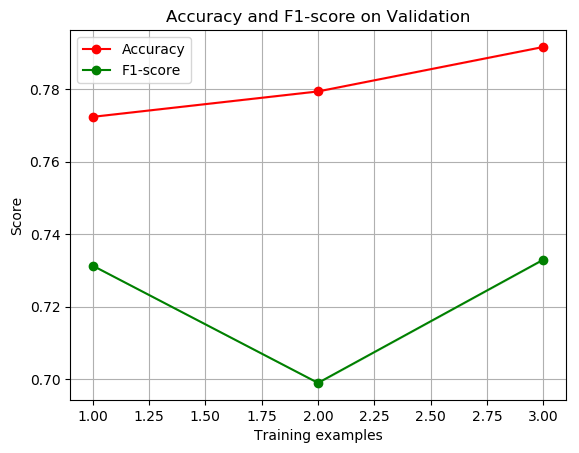 Accuracy and F1-score on Validation
Accuracy
F1-score
0.78
0.76
0.74
0.72
0.70
Score
1.00 1.25 1.50 1.75 2.00 2.25 2.50 2.75 3.00
Training examples